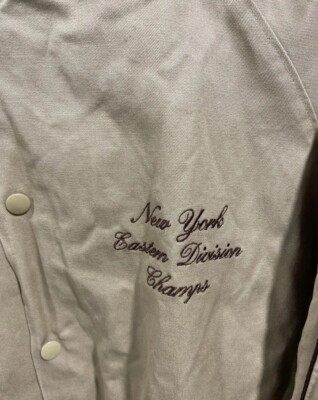 New York
Eastern Division
Champs